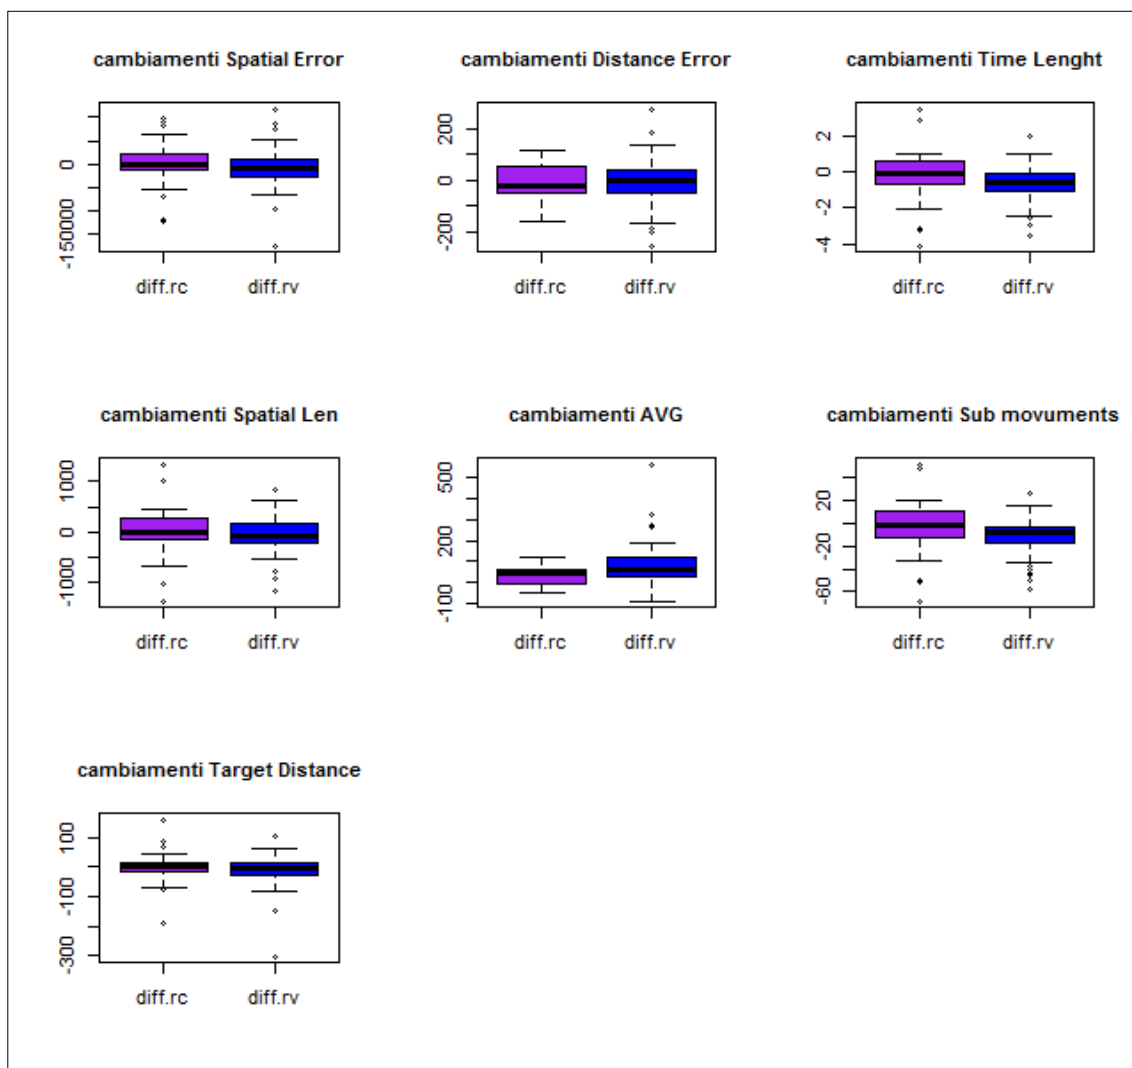 cambiamenti Spatial Error
cambiamenti Distance Error
cambiamenti Time Lenght
0
-150000
diff.rc
diff.rv
200
0
-200
diff.rc
diff.rv
2
0
-2
-4
diff.rc
diff.rv
cambiamenti Spatial Len
cambiamenti AVG
cambiamenti Sub movuments
1000
0
-1000
diff.rc
diff.rv
500
200
-100
diff.rc
diff.rv
20
-20
-60
diff.rc
diff.rv
cambiamenti Target Distance
100
-100
-300
diff.rc
diff.rv